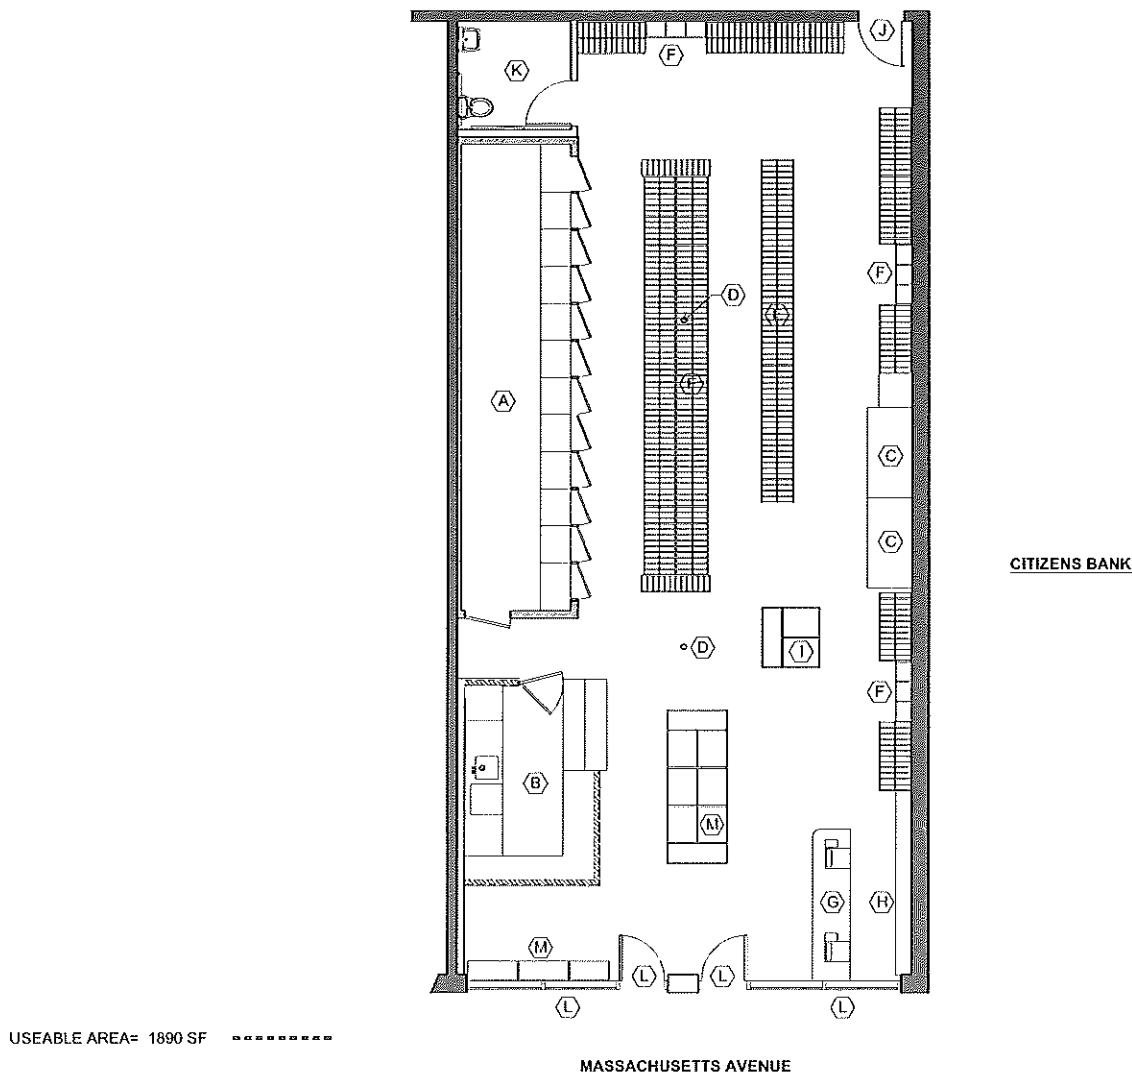 J
F
K
F
D
E
F
A
C
C
CITIZENS BANK
D
I
F
B
M
G
H
M
L
L
L
L
USEABLE AREA= 1890 SF
MASSACHUSETTS AVENUE